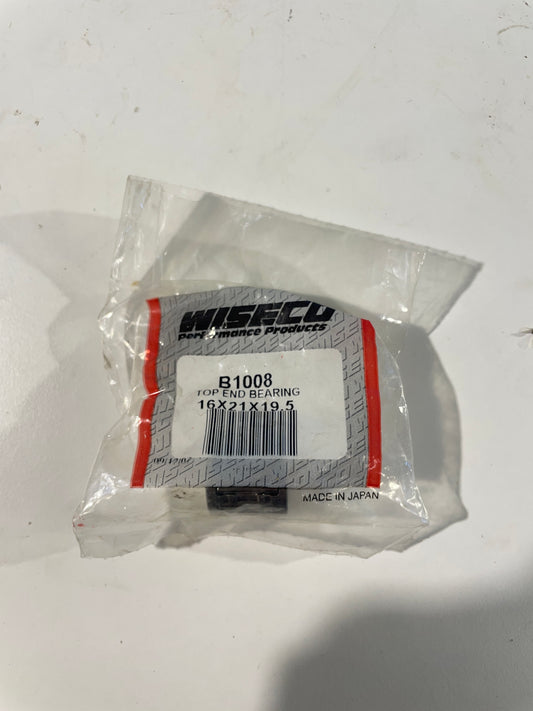 WISECO
Performance Products
B1008
TOP END BEARING
16X21X19.5
MADE IN JAPAN